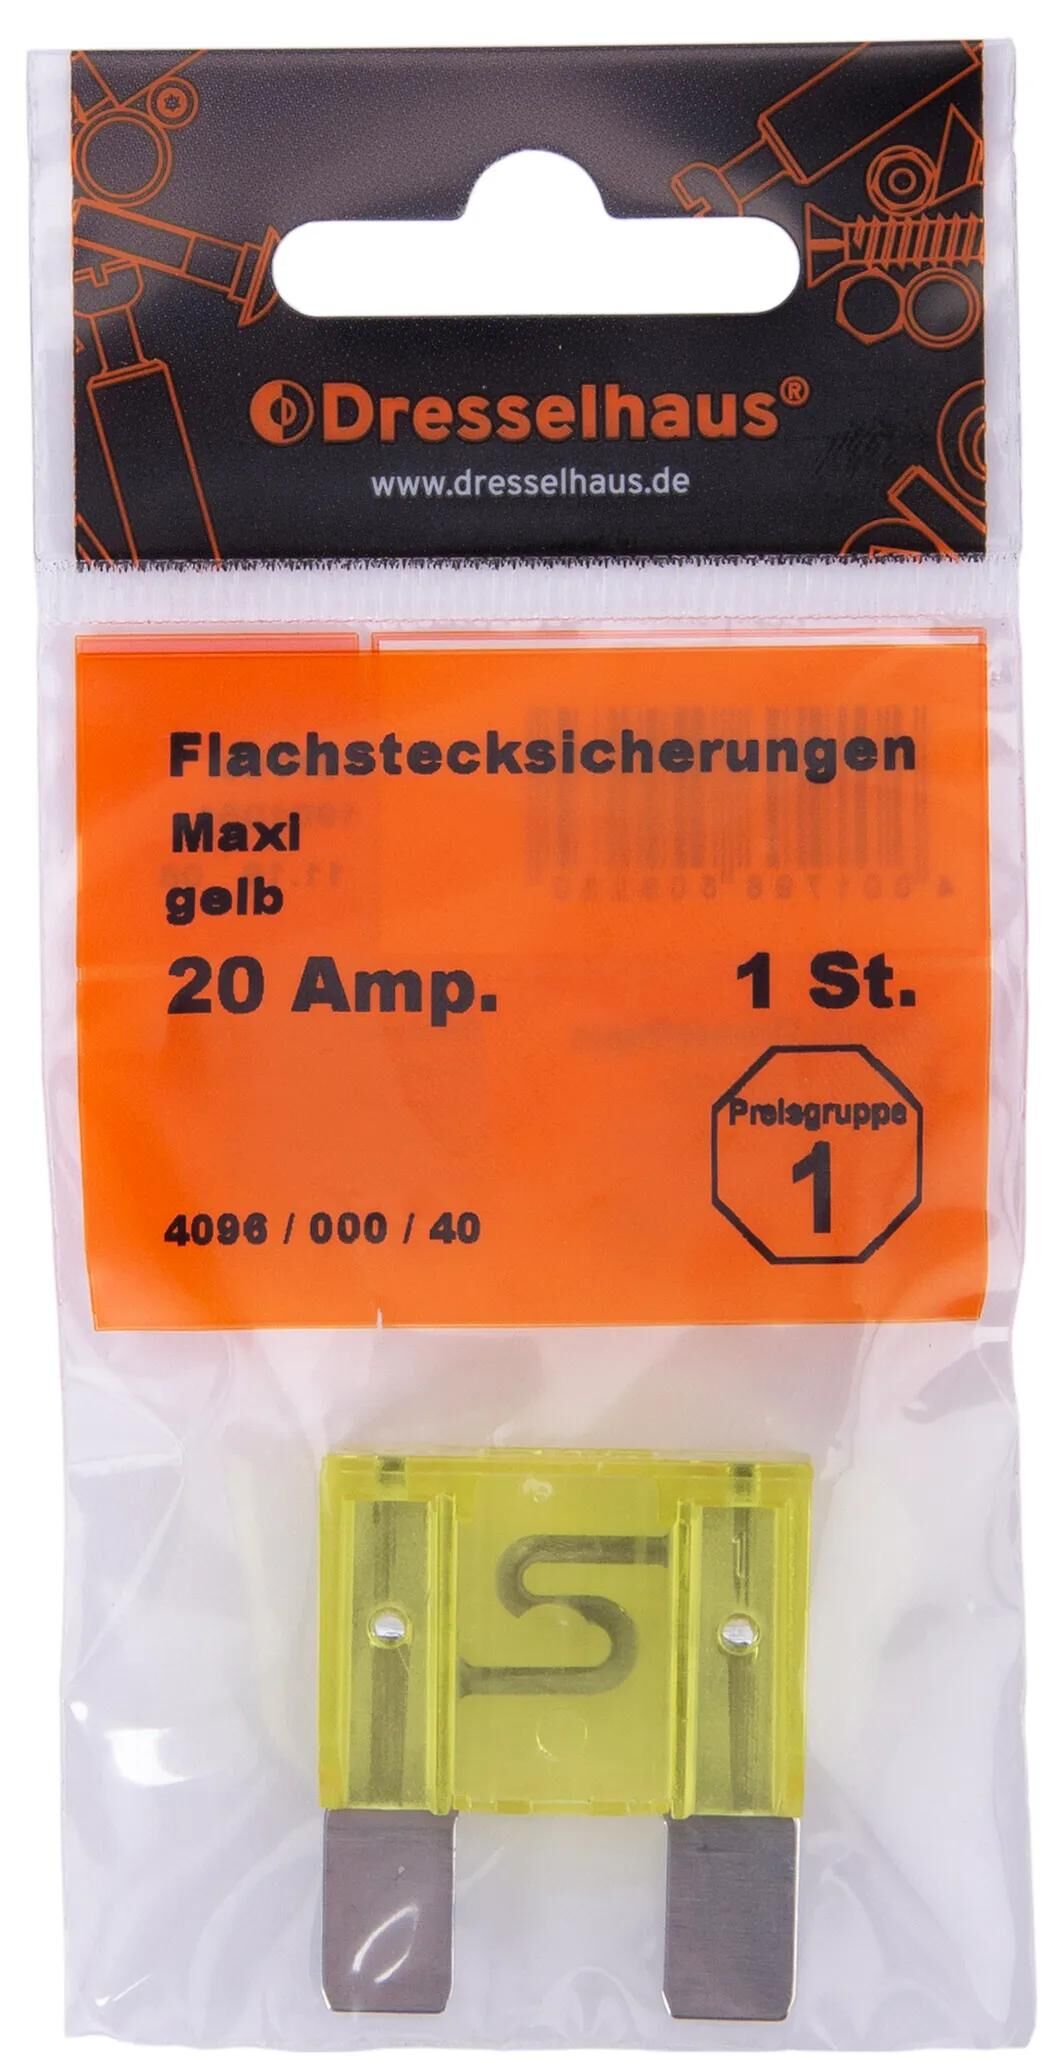 Dresselhaus®
www.dresselhaus.de
Flachstecksicherungen
Maxi
gelb
20 Amp. 1 St.
Preisgruppe
1
4096 / 000 / 40